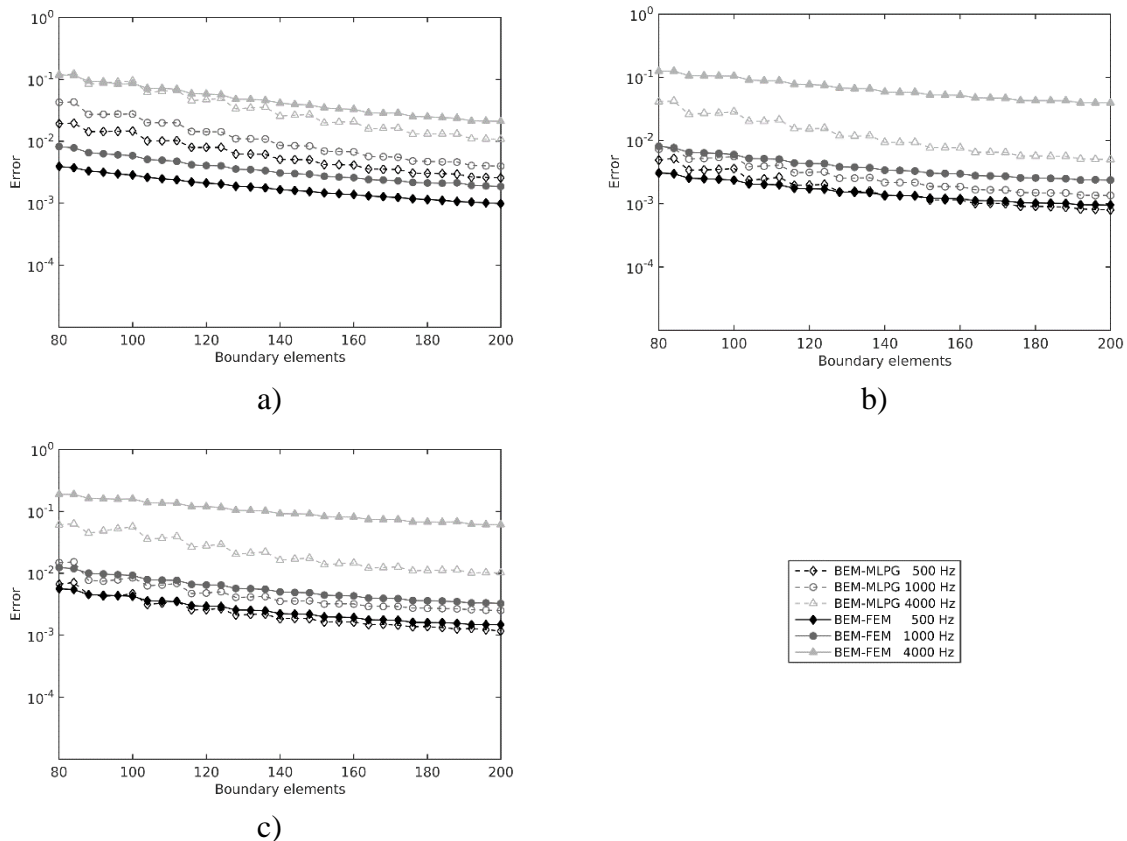 10^0
10^-1
10^-2
10^-3
10^-4
Error
80 100 120 140 160 180 200
Boundary elements
a)
10^0
10^-1
10^-2
10^-3
10^-4
Error
80 100 120 140 160 180 200
Boundary elements
b)
10^0
10^-1
10^-2
10^-3
10^-4
Error
80 100 120 140 160 180 200
Boundary elements
c)
BEM-MLPG 500 Hz
BEM-MLPG 1000 Hz
BEM-MLPG 4000 Hz
BEM-FEM 500 Hz
BEM-FEM 1000 Hz
BEM-FEM 4000 Hz